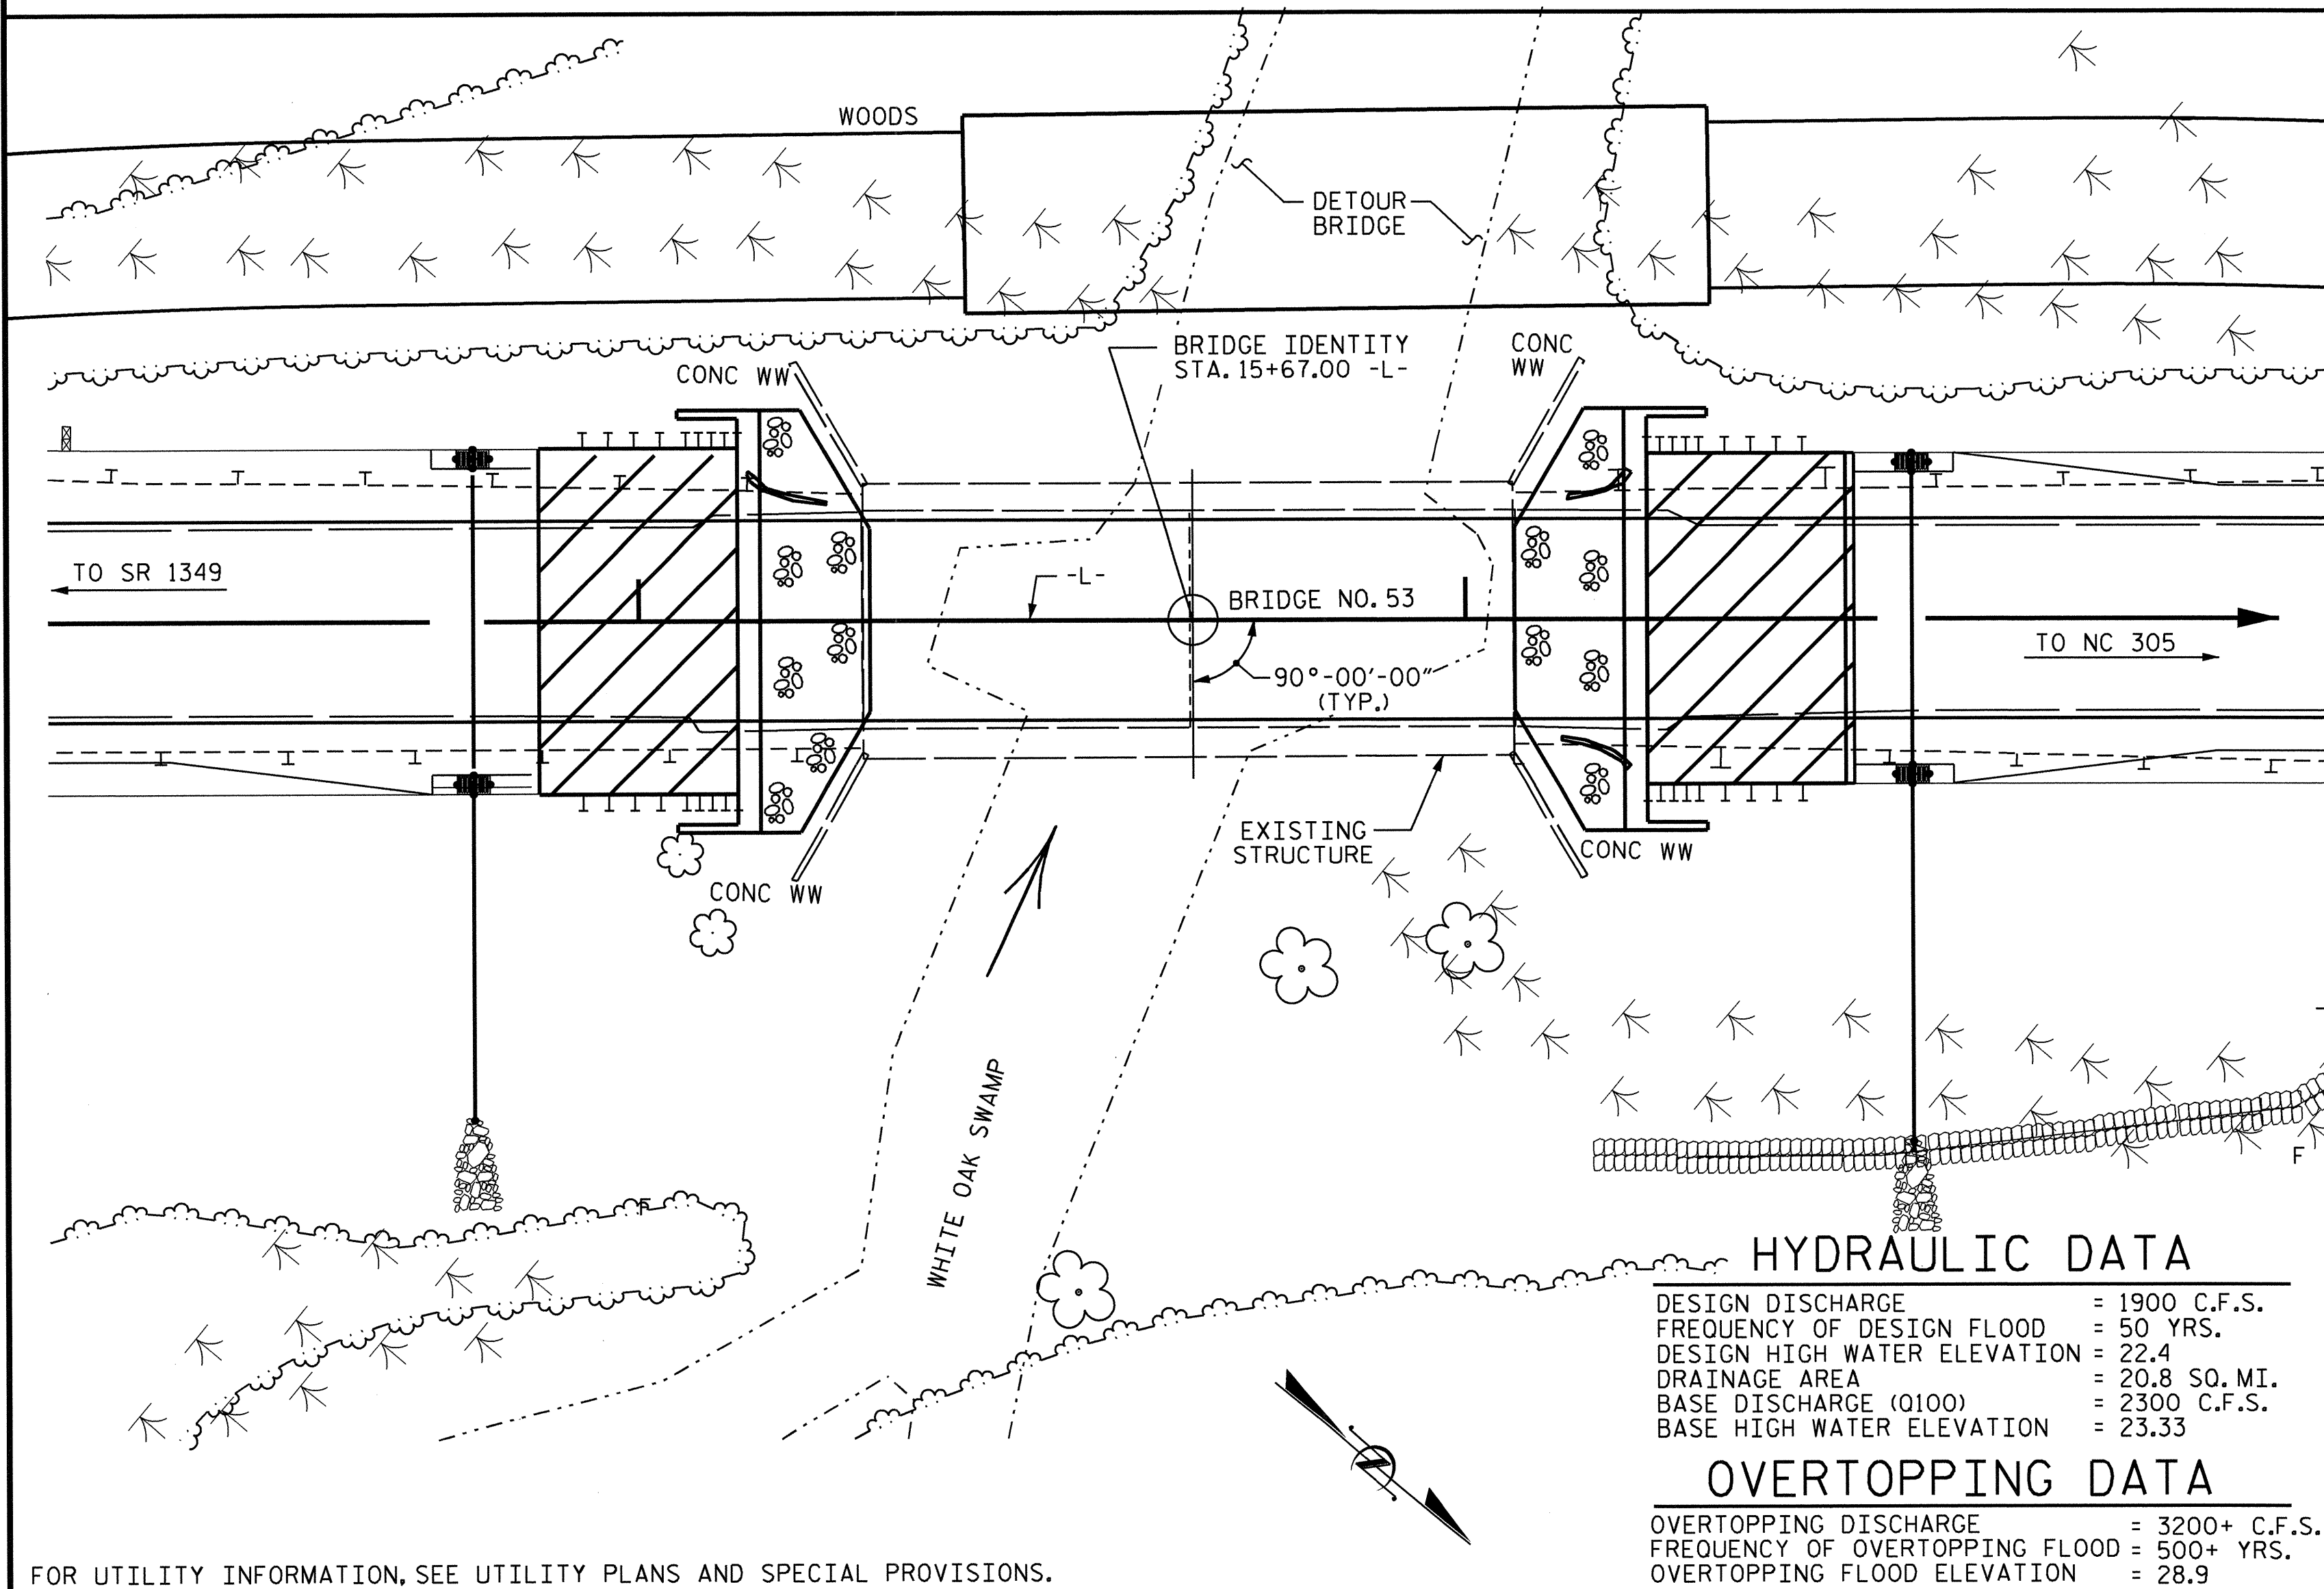 WOODS
DETOUR
BRIDGE
BRIDGE IDENTITY
STA. 15+67.00 -L-
CONC
WW
CONC WW
TO SR 1349
-L-
BRIDGE NO. 53
TO NC 305
90°-00'-00"
(TYP.)
EXISTING
STRUCTURE
CONC WW
CONC WW
WHITE OAK SWAMP
F
F
HYDRAULIC DATA
DESIGN DISCHARGE = 1900 C.F.S.
FREQUENCY OF DESIGN FLOOD = 50 YRS.
DESIGN HIGH WATER ELEVATION = 22.4
DRAINAGE AREA = 20.8 SQ. MI.
BASE DISCHARGE (Q100) = 2300 C.F.S.
BASE HIGH WATER ELEVATION = 23.33
OVERTOPPING DATA
OVERTOPPING DISCHARGE = 3200+ C.F.S.
FREQUENCY OF OVERTOPPING FLOOD = 500+ YRS.
OVERTOPPING FLOOD ELEVATION = 28.9
FOR UTILITY INFORMATION, SEE UTILITY PLANS AND SPECIAL PROVISIONS.